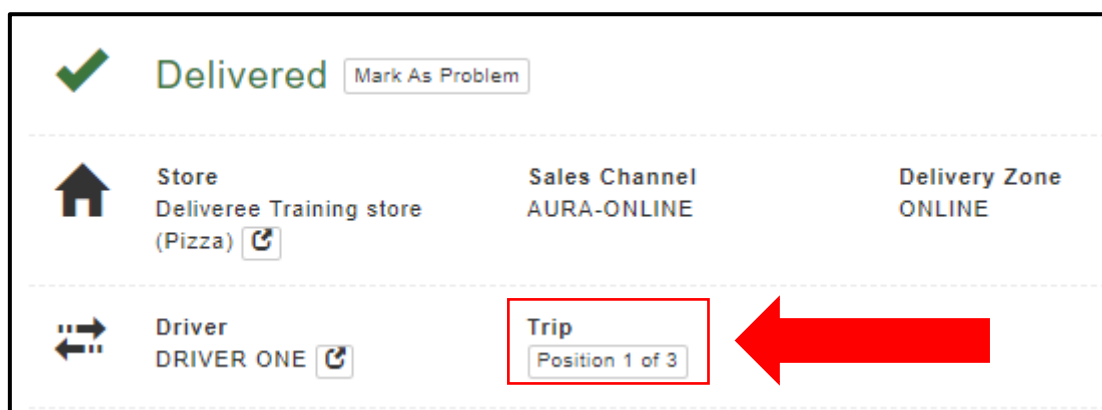 Delivered Mark As Problem
Store Sales Channel Delivery Zone
Deliveree Training store AURA-ONLINE ONLINE
(Pizza)
Driver Trip
DRIVER ONE Position 1 of 3